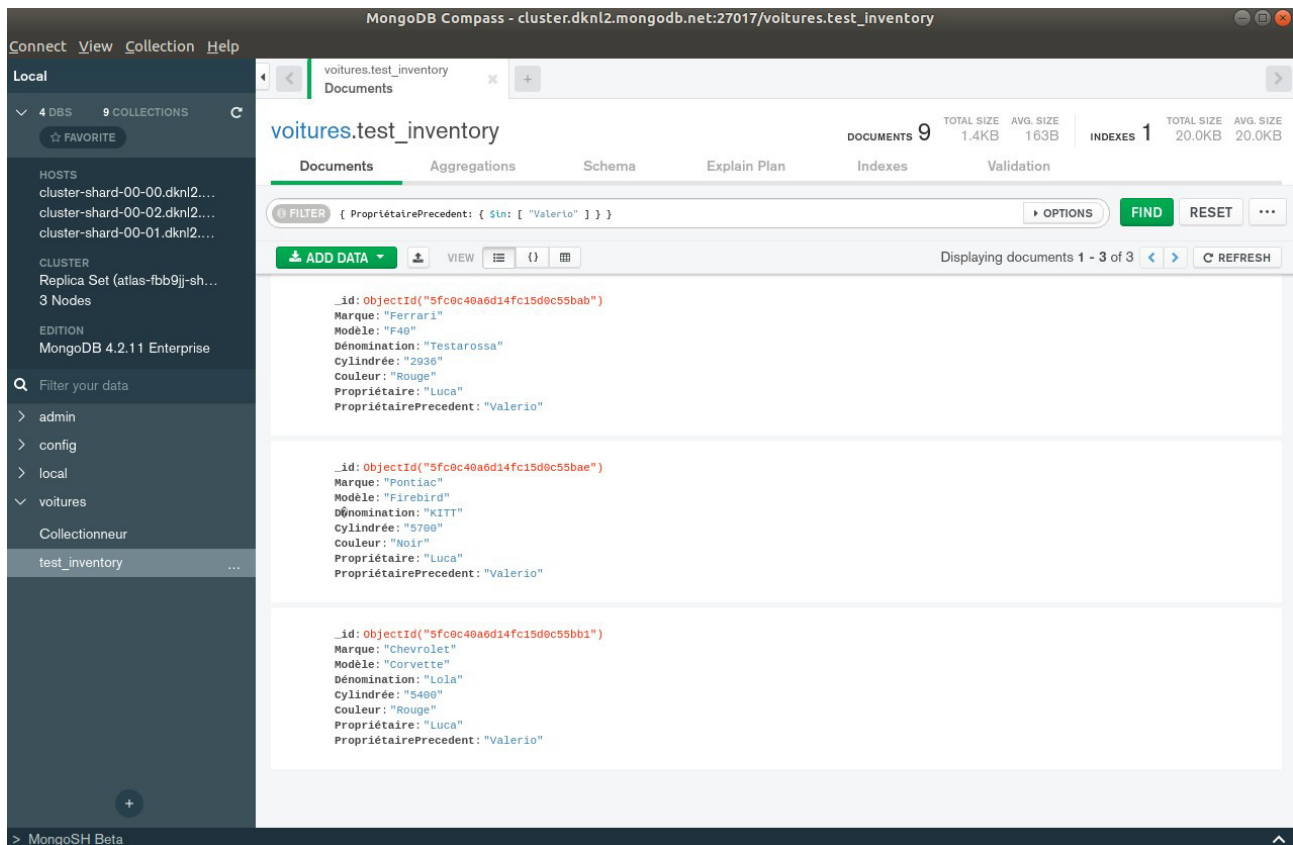 MongoDB Compass - cluster.dknl2.mongodb.net:27017/voitures.test_inventory
Connect View Collection Help
Local
voitures.test_inventory
Documents
4 DBS 9 COLLECTIONS
FAVORITE
HOSTS
cluster-shard-00-00.dknl2....
cluster-shard-00-02.dknl2....
cluster-shard-00-01.dknl2....
CLUSTER
Replica Set (atlas-fbb9jj-sh...
3 Nodes
EDITION
MongoDB 4.2.11 Enterprise
Filter your data
admin
config
local
voitures
Collectionneur
test_inventory ...
voitures.test_inventory
DOCUMENTS 9 TOTAL SIZE 1.4KB AVG. SIZE 163B INDEXES 1 TOTAL SIZE 20.0KB AVG. SIZE 20.0KB
Documents Aggregations Schema Explain Plan Indexes Validation
FILTER { PropriétairePrecedent: { $in: [ "Valerio" ] } } OPTIONS FIND RESET ...
ADD DATA VIEW {} Displaying documents 1 - 3 of 3 < > REFRESH
_id: ObjectId("5fc0c40a6d14fc15d0c55bab")
Marque: "Ferrari"
Modèle: "F40"
Dénomination: "Testarossa"
Cylindrée: "2936"
Couleur: "Rouge"
Propriétaire: "Luca"
PropriétairePrecedent: "Valerio"
_id: ObjectId("5fc0c40a6d14fc15d0c55bae")
Marque: "Pontiac"
Modèle: "Firebird"
D�nomination: "KITT"
Cylindrée: "5700"
Couleur: "Noir"
Propriétaire: "Luca"
PropriétairePrecedent: "Valerio"
_id: ObjectId("5fc0c40a6d14fc15d0c55bb1")
Marque: "Chevrolet"
Modèle: "Corvette"
Dénomination: "Lola"
Cylindrée: "5400"
Couleur: "Rouge"
Propriétaire: "Luca"
PropriétairePrecedent: "Valerio"
> MongoSH Beta